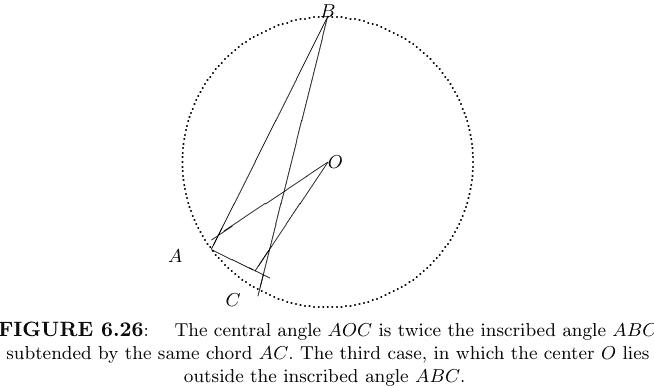 B
O
A
C
FIGURE 6.26: The central angle AOC is twice the inscribed angle ABC
subtended by the same chord AC. The third case, in which the center O lies
outside the inscribed angle ABC.